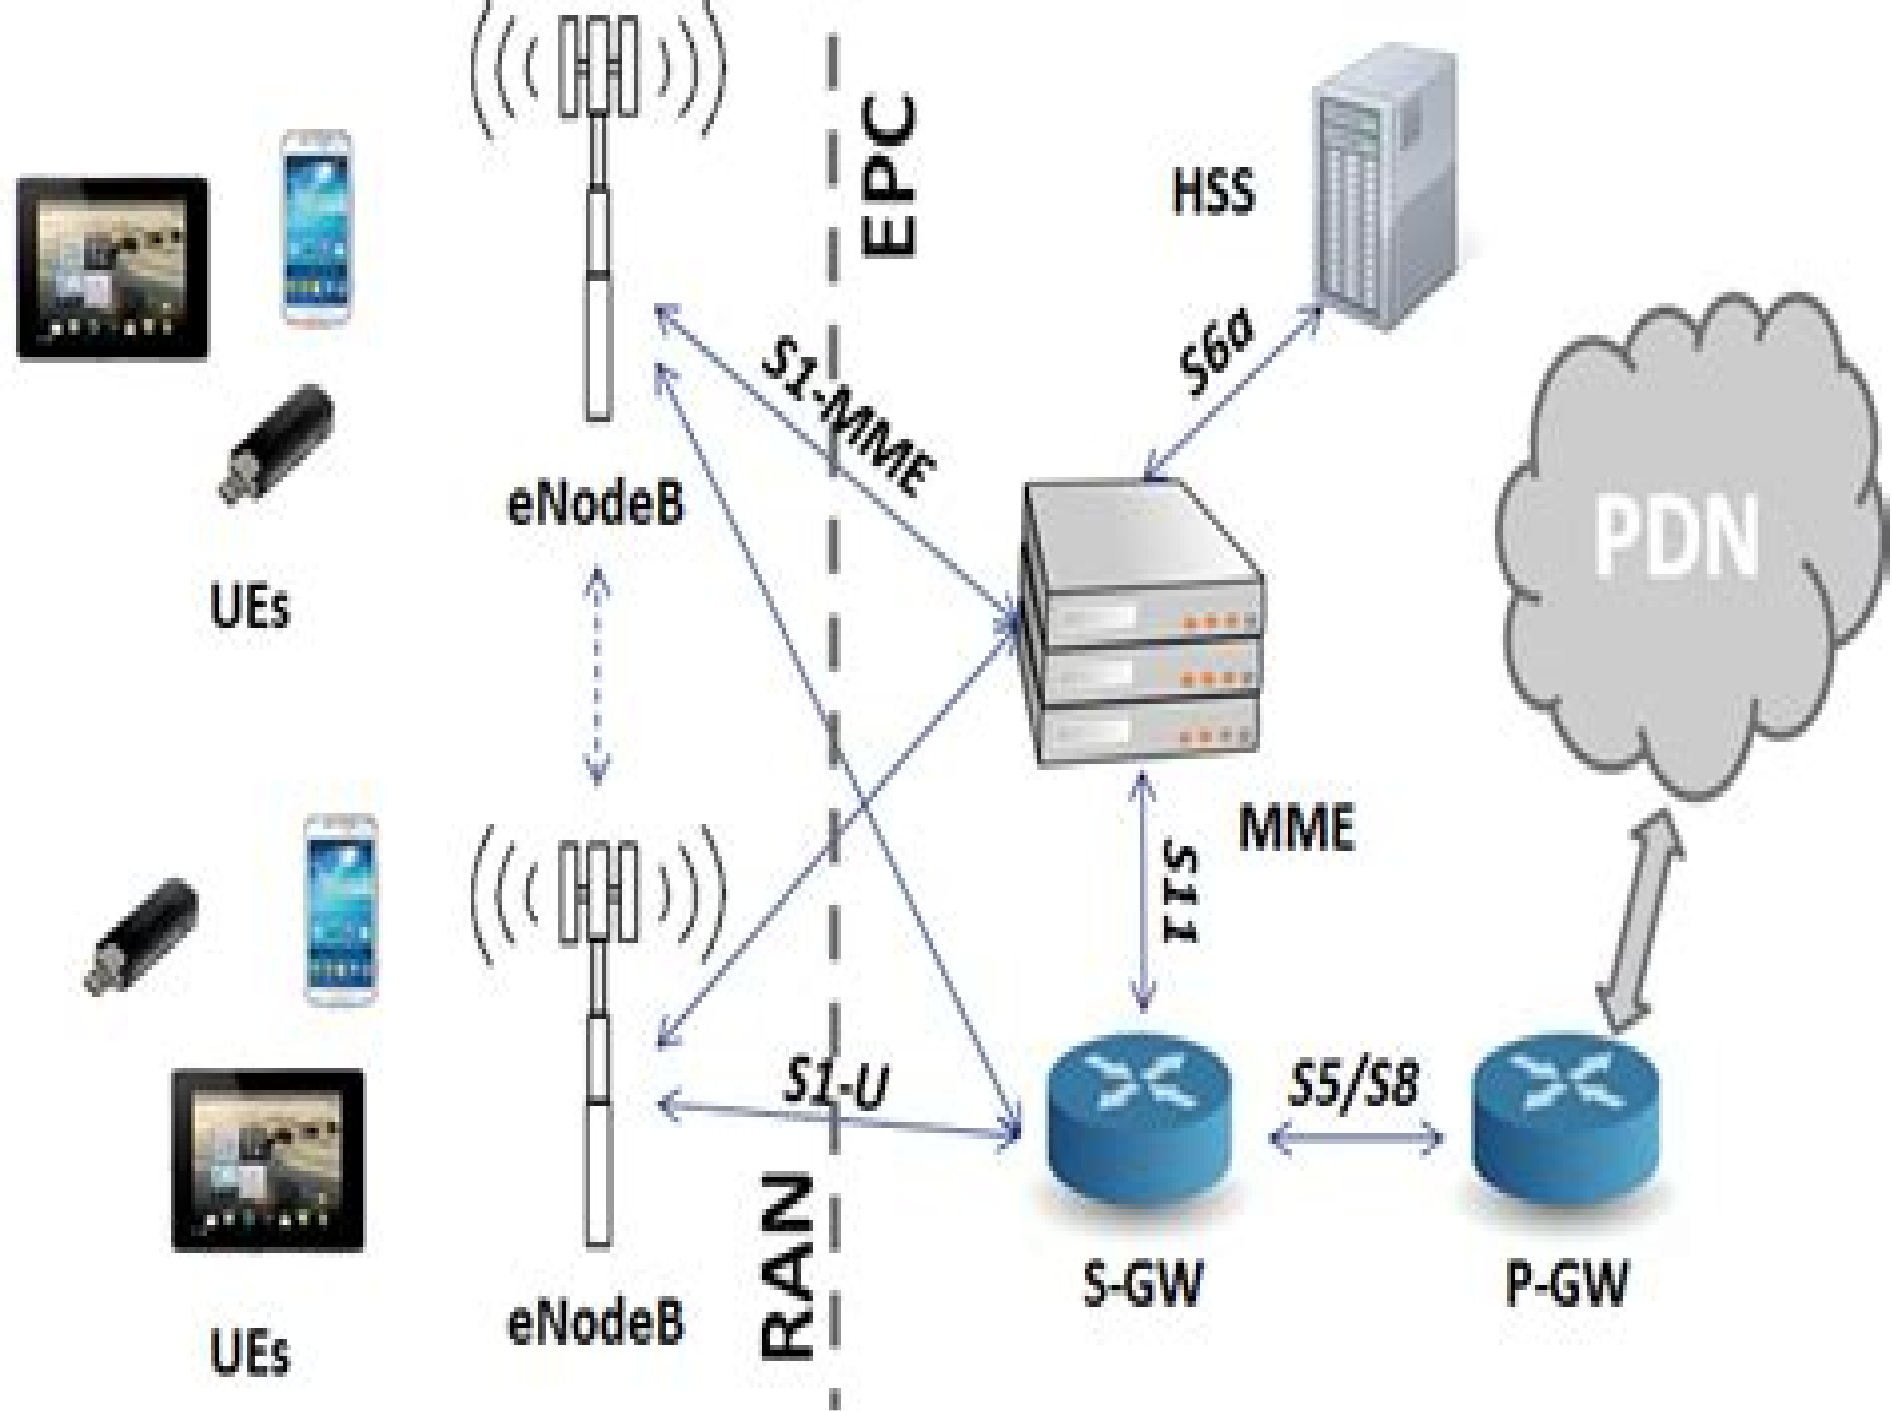 EPC
HSS
S6a
S1-MME
eNodeB
PDN
UEs
MME
S11
S1-U
S5/S8
RAN
S-GW
P-GW
eNodeB
UEs